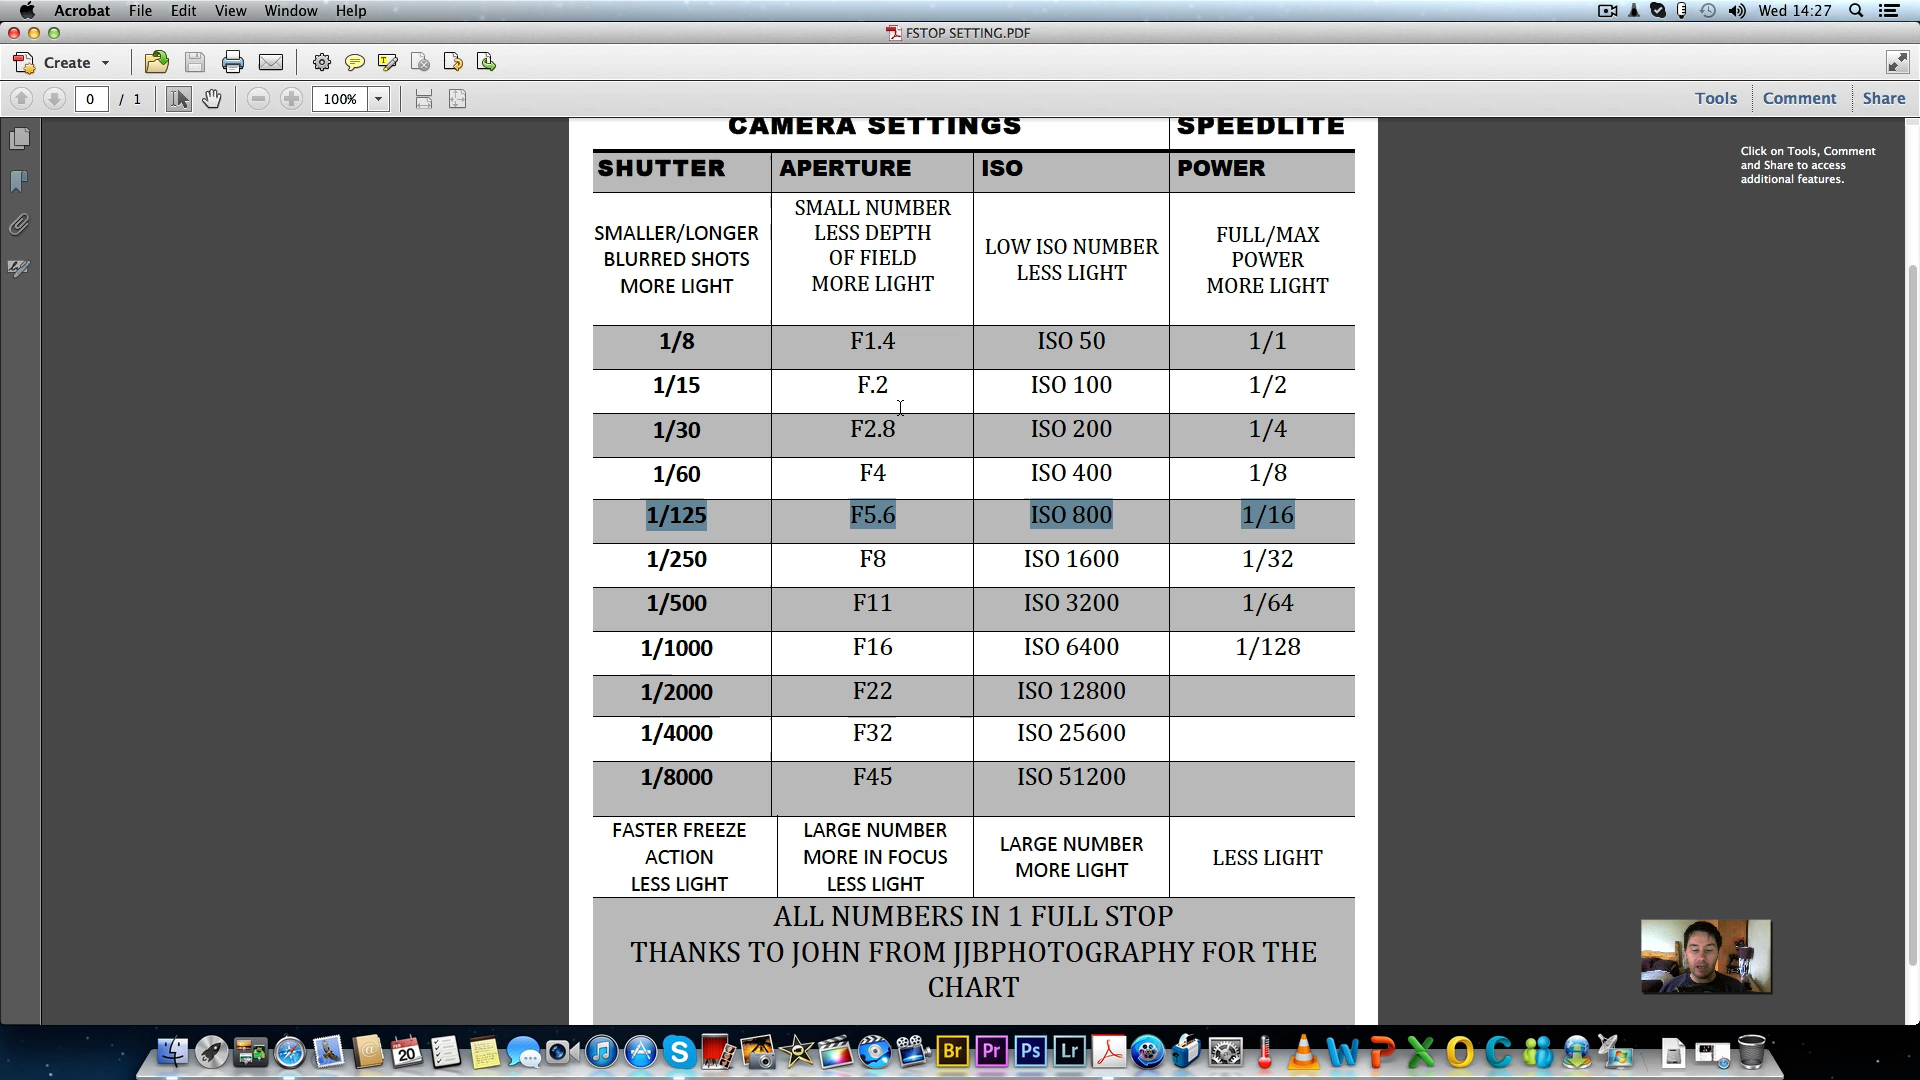 Acrobat File Edit View Window Help Wed 14:27
FSTOP SETTING.PDF
Create
0 / 1 100% Tools Comment Share
Click on Tools, Comment
and Share to access
additional features.
CAMERA SETTINGS SPEEDLITE
SHUTTER APERTURE ISO POWER
SMALLER/LONGER
BLURRED SHOTS
MORE LIGHT
SMALL NUMBER
LESS DEPTH
OF FIELD
MORE LIGHT
LOW ISO NUMBER
LESS LIGHT
FULL/MAX
POWER
MORE LIGHT
1/8 F1.4 ISO 50 1/1
1/15 F.2 ISO 100 1/2
1/30 F2.8 ISO 200 1/4
1/60 F4 ISO 400 1/8
1/125 F5.6 ISO 800 1/16
1/250 F8 ISO 1600 1/32
1/500 F11 ISO 3200 1/64
1/1000 F16 ISO 6400 1/128
1/2000 F22 ISO 12800
1/4000 F32 ISO 25600
1/8000 F45 ISO 51200
FASTER FREEZE
ACTION
LESS LIGHT
LARGE NUMBER
MORE IN FOCUS
LESS LIGHT
LARGE NUMBER
MORE LIGHT
LESS LIGHT
ALL NUMBERS IN 1 FULL STOP
THANKS TO JOHN FROM JJBPHOTOGRAPHY FOR THE
CHART
20 Br Pr Ps Lr